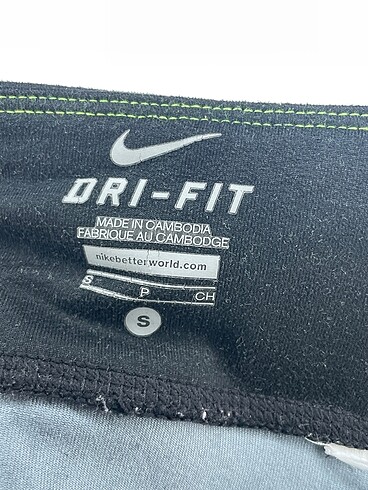 DRI-FIT
MADE IN CAMBODIA
FABRIQUE AU CAMBODGE
nikebetterworld.com
S P CH
S